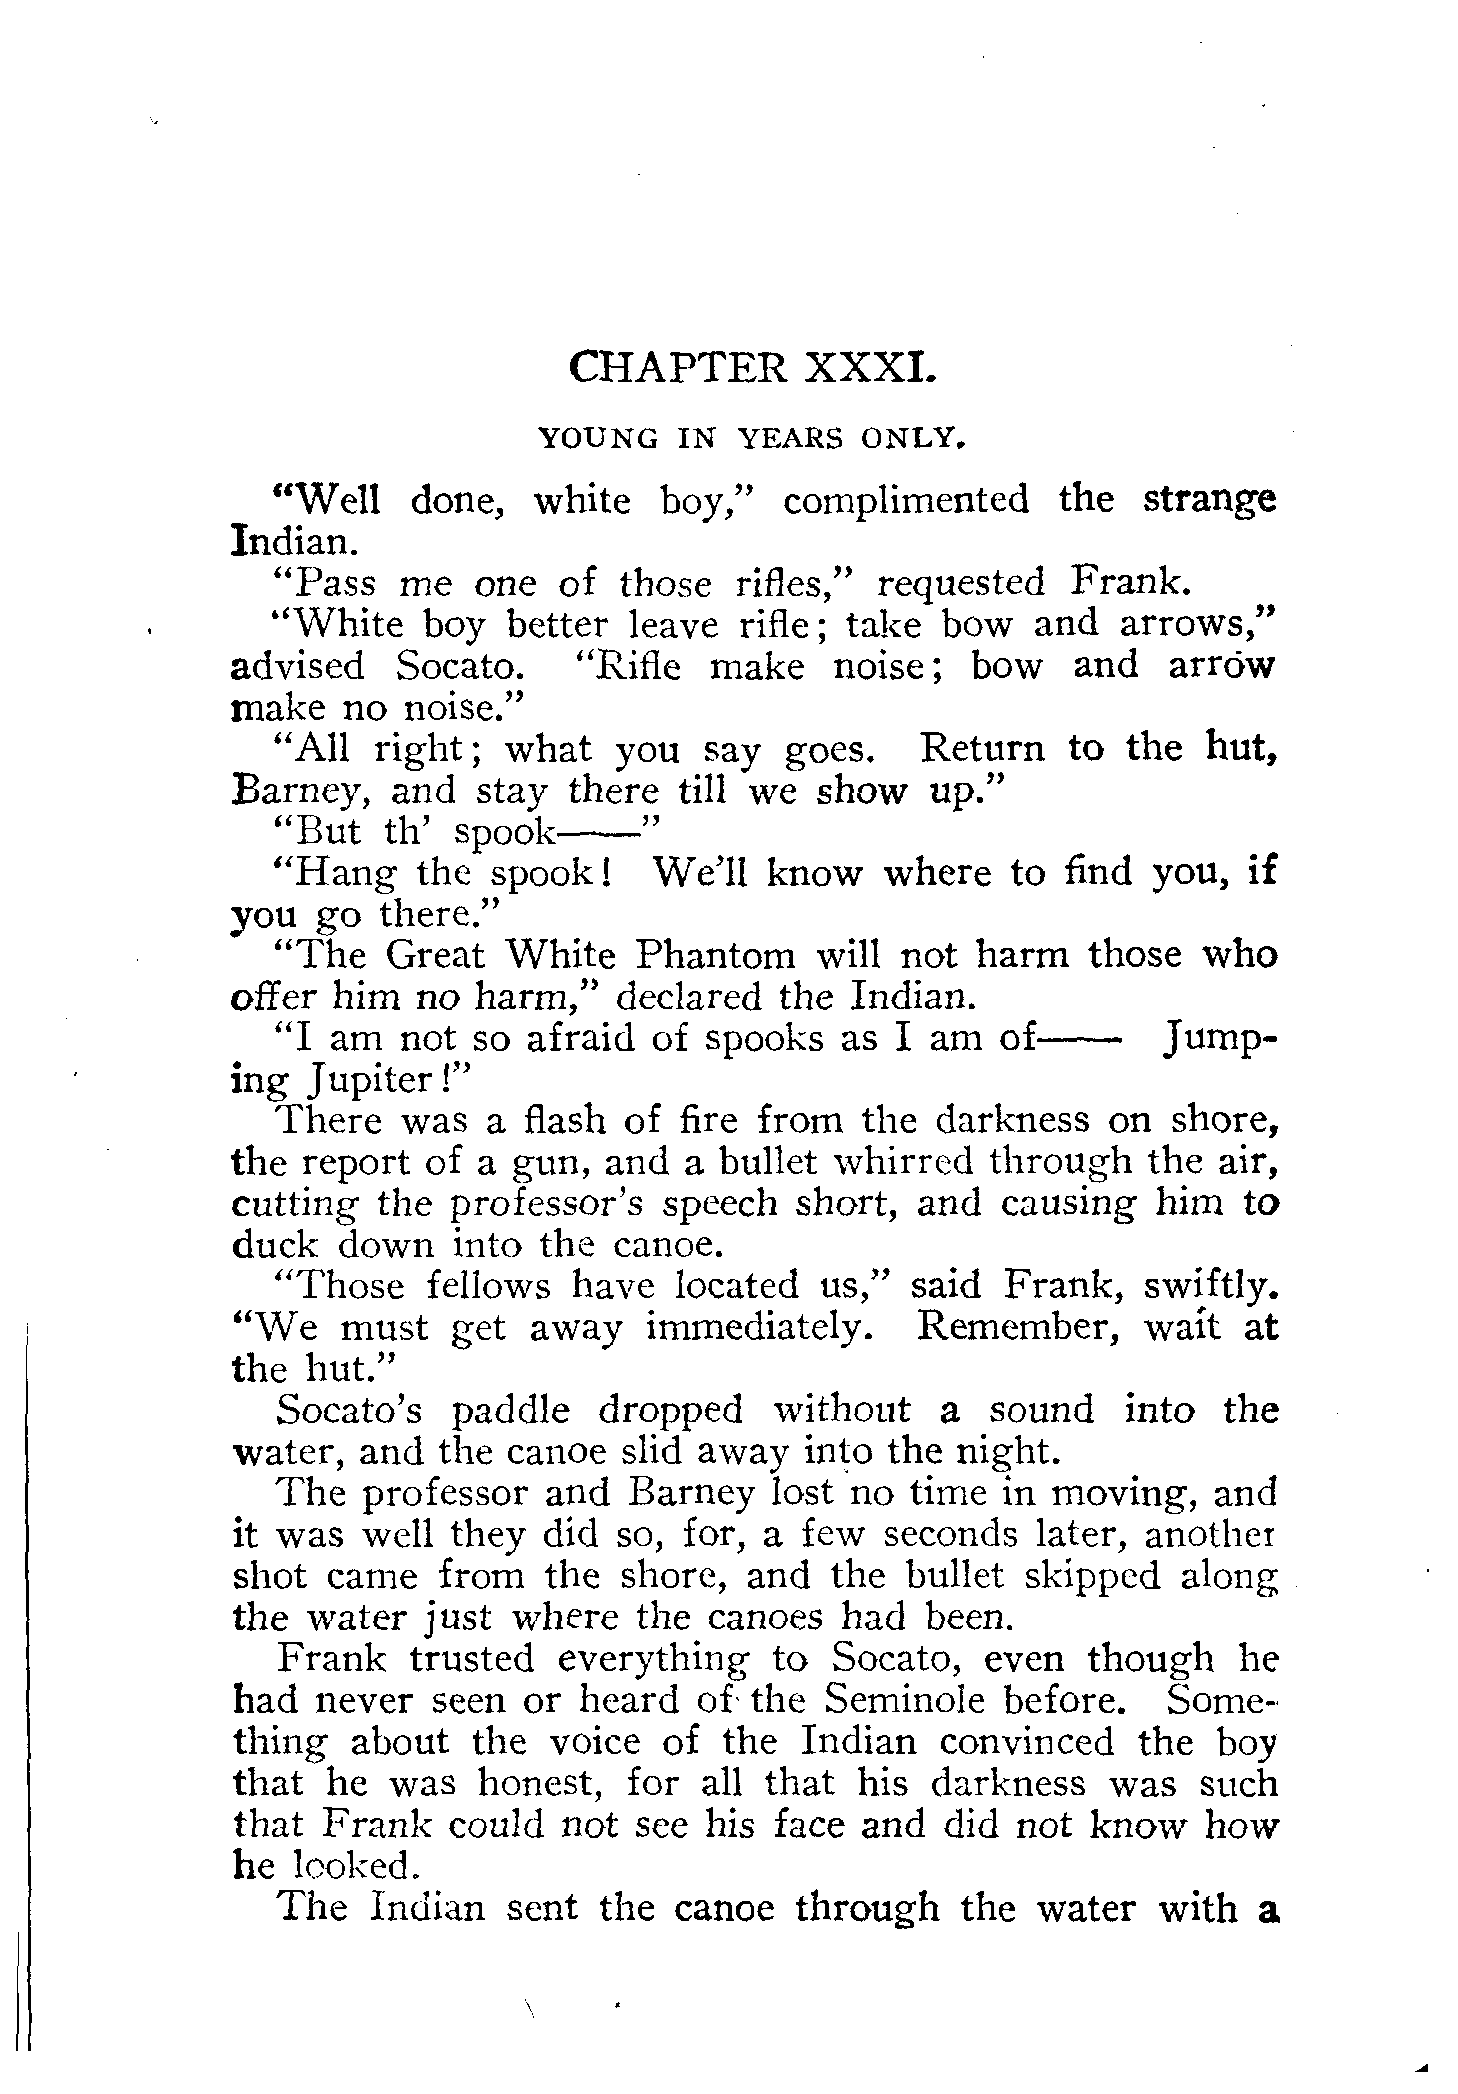 CHAPTER XXXI.
YOUNG IN YEARS ONLY.
“Well done, white boy,” complimented the strange
Indian.
“Pass me one of those rifles,” requested Frank.
“White boy better leave rifle; take bow and arrows,”
advised Socato. “Rifle make noise; bow and arrow
make no noise.”
“All right; what you say goes. Return to the hut,
Barney, and stay there till we show up.”
“But th’ spook——”
“Hang the spook! We’ll know where to find you, if
you go there.”
“The Great White Phantom will not harm those who
offer him no harm,” declared the Indian.
“I am not so afraid of spooks as I am of—— Jump-
ing Jupiter!”
There was a flash of fire from the darkness on shore,
the report of a gun, and a bullet whirred through the air,
cutting the professor’s speech short, and causing him to
duck down into the canoe.
“Those fellows have located us,” said Frank, swiftly.
“We must get away immediately. Remember, wait at
the hut.”
Socato’s paddle dropped without a sound into the
water, and the canoe slid away into the night.
The professor and Barney lost no time in moving, and
it was well they did so, for, a few seconds later, another
shot came from the shore, and the bullet skipped along
the water just where the canoes had been.
Frank trusted everything to Socato, even though he
had never seen or heard of the Seminole before. Some-
thing about the voice of the Indian convinced the boy
that he was honest, for all that his darkness was such
that Frank could not see his face and did not know how
he looked.
The Indian sent the canoe through the water with a